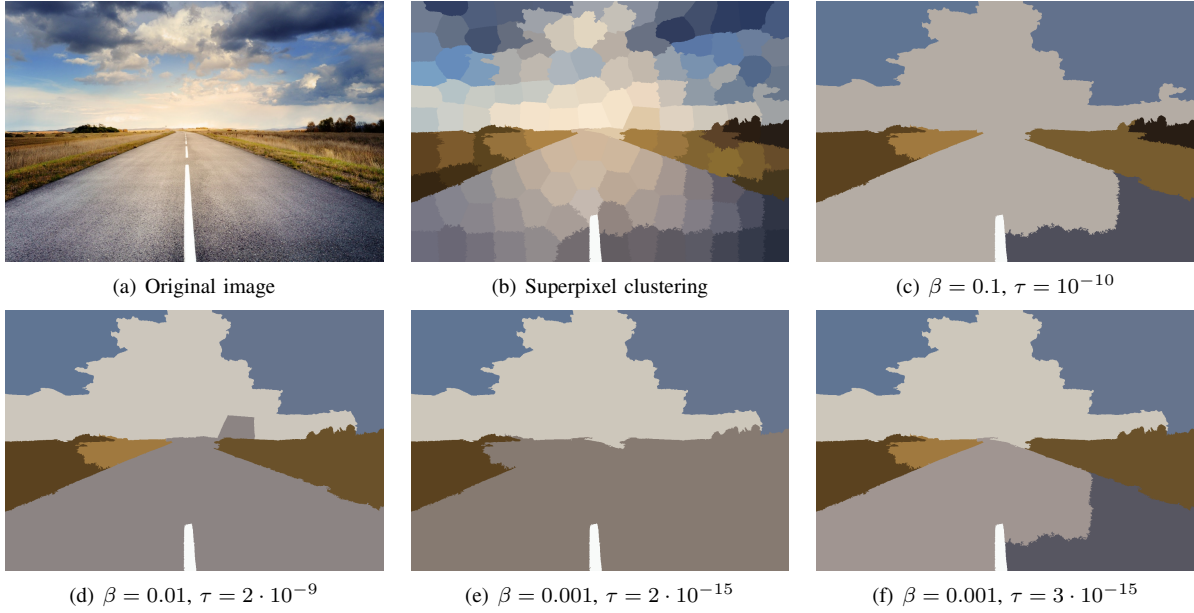 (a) Original image
(b) Superpixel clustering
(c) β = 0.1, τ = 10⁻¹⁰
(d) β = 0.01, τ = 2 · 10⁻⁹
(e) β = 0.001, τ = 2 · 10⁻¹⁵
(f) β = 0.001, τ = 3 · 10⁻¹⁵